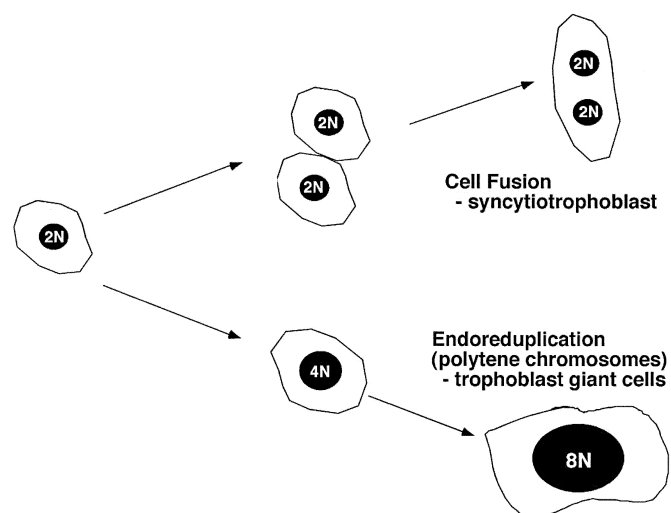 2N
2N
2N
2N
2N
Cell Fusion
- syncytiotrophoblast
4N
Endoreduplication
(polytene chromosomes)
- trophoblast giant cells
8N